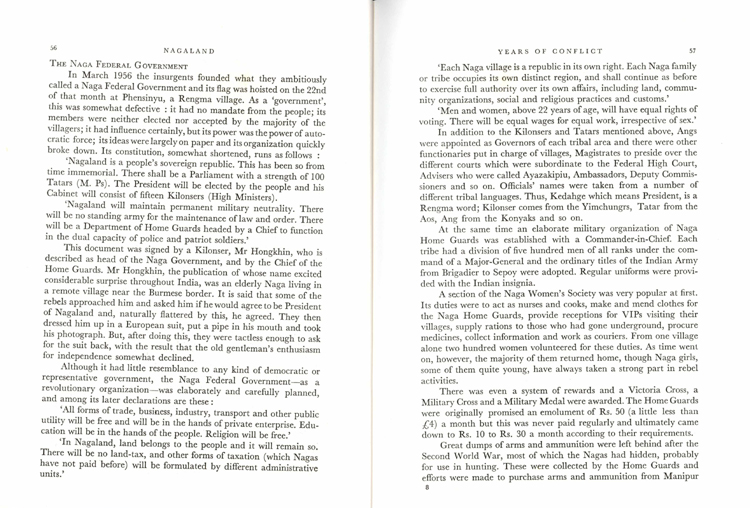 56
NAGALAND
THE NAGA FEDERAL GOVERNMENT
In March 1956 the insurgents founded what they ambitiously
called a Naga Federal Government and its flag was hoisted on the 22nd
of that month at Phensinyu, a Rengma village. As a 'government',
this was somewhat defective : it had no mandate from the people; its
members were neither elected nor accepted by the majority of the
villagers; it had influence certainly, but its power was the power of auto-
cratic force; its ideas were largely on paper and its organization quickly
broke down. Its constitution, somewhat shortened, runs as follows :
'Nagaland is a people's sovereign republic. This has been so from
time immemorial. There shall be a Parliament with a strength of 100
Tatars (M. Ps). The President will be elected by the people and his
Cabinet will consist of fifteen Kilonsers (High Ministers).
'Nagaland will maintain permanent military neutrality. There
will be no standing army for the maintenance of law and order. There
will be a Department of Home Guards headed by a Chief to function
in the dual capacity of police and patriot soldiers.'
This document was signed by a Kilonser, Mr Hongkhin, who is
described as head of the Naga Government, and by the Chief of the
Home Guards. Mr Hongkhin, the publication of whose name excited
considerable surprise throughout India, was an elderly Naga living in
a remote village near the Burmese border. It is said that some of the
rebels approached him and asked him if he would agree to be President
of Nagaland and, naturally flattered by this, he agreed. They then
dressed him up in a European suit, put a pipe in his mouth and took
his photograph. But, after doing this, they were tactless enough to ask
for the suit back, with the result that the old gentleman's enthusiasm
for independence somewhat declined.
Although it had little resemblance to any kind of democratic or
representative government, the Naga Federal Government—as a
revolutionary organization—was elaborately and carefully planned,
and among its later declarations are these :
'All forms of trade, business, industry, transport and other public
utility will be free and will be in the hands of private enterprise. Edu-
cation will be in the hands of the people. Religion will be free.'
'In Nagaland, land belongs to the people and it will remain so.
There will be no land-tax, and other forms of taxation (which Nagas
have not paid before) will be formulated by different administrative
units.'
YEARS OF CONFLICT
57
'Each Naga village is a republic in its own right. Each Naga family
or tribe occupies its own distinct region, and shall continue as before
to exercise full authority over its own affairs, including land, commu-
nity organizations, social and religious practices and customs.'
'Men and women, above 22 years of age, will have equal rights of
voting. There will be equal wages for equal work, irrespective of sex.'
In addition to the Kilonsers and Tatars mentioned above, Angs
were appointed as Governors of each tribal area and there were other
functionaries put in charge of villages, Magistrates to preside over the
different courts which were subordinate to the Federal High Court,
Advisers who were called Ayazakipiu, Ambassadors, Deputy Commis-
sioners and so on. Officials' names were taken from a number of
different tribal languages. Thus, Kedahge which means President, is a
Rengma word; Kilonser comes from the Yimchungrs, Tatar from the
Aos, Ang from the Konyaks and so on.
At the same time an elaborate military organization of Naga
Home Guards was established with a Commander-in-Chief. Each
tribe had a division of five hundred men of all ranks under the com-
mand of a Major-General and the ordinary titles of the Indian Army
from Brigadier to Sepoy were adopted. Regular uniforms were provi-
ded with the Indian insignia.
A section of the Naga Women's Society was very popular at first.
Its duties were to act as nurses and cooks, make and mend clothes for
the Naga Home Guards, provide receptions for VIPs visiting their
villages, supply rations to those who had gone underground, procure
medicines, collect information and work as couriers. From one village
alone two hundred women volunteered for these duties. As time went
on, however, the majority of them returned home, though Naga girls,
some of them quite young, have always taken a strong part in rebel
activities.
There was even a system of rewards and a Victoria Cross, a
Military Cross and a Military Medal were awarded. The Home Guards
were originally promised an emolument of Rs. 50 (a little less than
£4) a month but this was never paid regularly and ultimately came
down to Rs. 10 to Rs. 30 a month according to their requirements.
Great dumps of arms and ammunition were left behind after the
Second World War, most of which the Nagas had hidden, probably
for use in hunting. These were collected by the Home Guards and
efforts were made to purchase arms and ammunition from Manipur
8